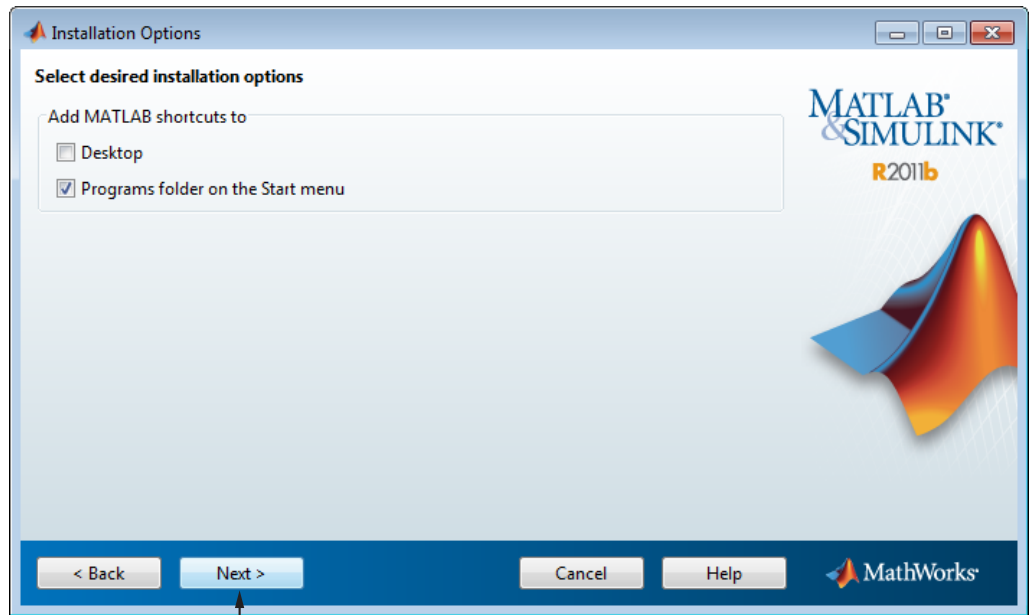 Installation Options
Select desired installation options
Add MATLAB shortcuts to
Desktop
Programs folder on the Start menu
MATLAB®
&SIMULINK®
R2011b
< Back
Next >
Cancel
Help
MathWorks®